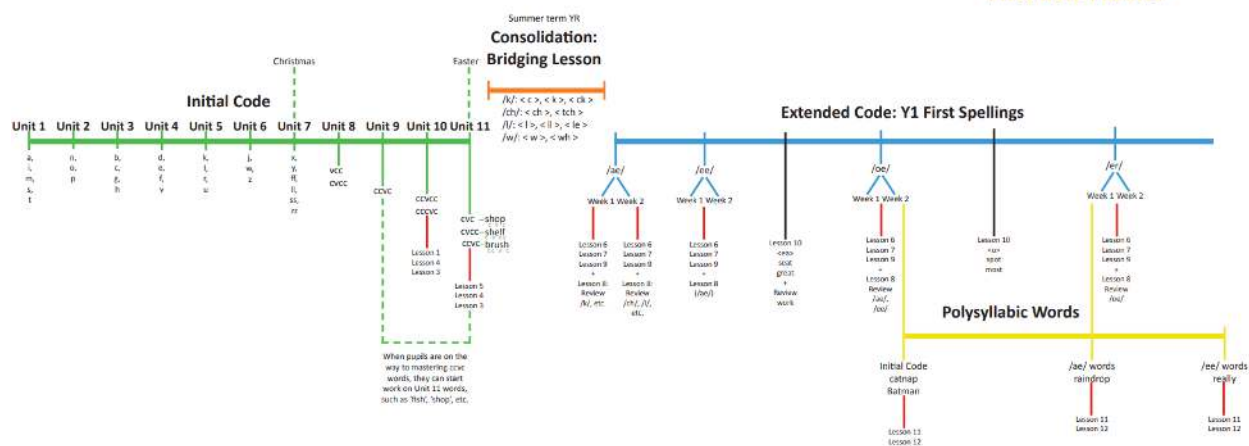 Summer term YR
Consolidation:
Bridging Lesson
Christmas
Easter
/k/: < c >, < k >, < ck >
/ch/: < ch >, < tch >
/l/: < l >, < ll >, < le >
/w/: < w >, < wh >
Initial Code
Unit 1
Unit 2
Unit 3
Unit 4
Unit 5
Unit 6
Unit 7
Unit 8
Unit 9
Unit 10
Unit 11
a,
i,
m,
s,
t
n,
o,
p
b,
c,
g,
h
d,
e,
f,
v
k,
l,
r,
u
j,
w,
z
x,
y,
ff,
ll,
ss,
zz
vcc
cvcc
ccvc
ccvcc
cccvc
Lesson 1
Lesson 4
Lesson 3
cvc – shop
cvcc – shelf
ccvc – brush
Lesson 5
Lesson 4
Lesson 3
When pupils are on the
way to mastering ccvc
words, they can start
work on Unit 11 words,
such as 'fish', 'shop', etc.
Extended Code: Y1 First Spellings
/ae/
Week 1 Week 2
Lesson 6
Lesson 7
Lesson 9
+
Lesson 8:
Review
/k/, etc
Lesson 6
Lesson 7
Lesson 9
+
Lesson 8:
Review
/ch/, /l/,
etc.
/ee/
Week 1 Week 2
Lesson 6
Lesson 7
Lesson 9
+
Lesson 8
(/ae/)
Lesson 10
<ea>
seat
great
+
Review
work
/oe/
Week 1 Week 2
Lesson 6
Lesson 7
Lesson 9
+
Lesson 8
Review
/ae/,
/ee/
Lesson 10
<o>
spot
most
/er/
Week 1 Week 2
Lesson 6
Lesson 7
Lesson 9
+
Lesson 8
Review
/oe/
Polysyllabic Words
Initial Code
catnap
Batman
Lesson 11
Lesson 12
/ae/ words
raindrop
Lesson 11
Lesson 12
/ee/ words
really
Lesson 11
Lesson 12